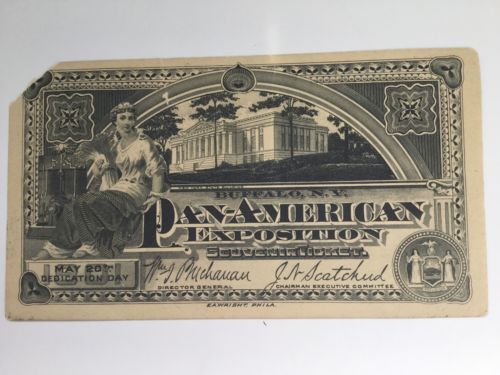 BUFFALO, N.Y.
PAN-AMERICAN
EXPOSITION
SOUVENIR TICKET.
MAY 20TH
DEDICATION DAY
Wm I Buchanan
DIRECTOR GENERAL
J. N. Scatcherd
CHAIRMAN EXECUTIVE COMMITTEE
E.A.WRIGHT, PHILA.